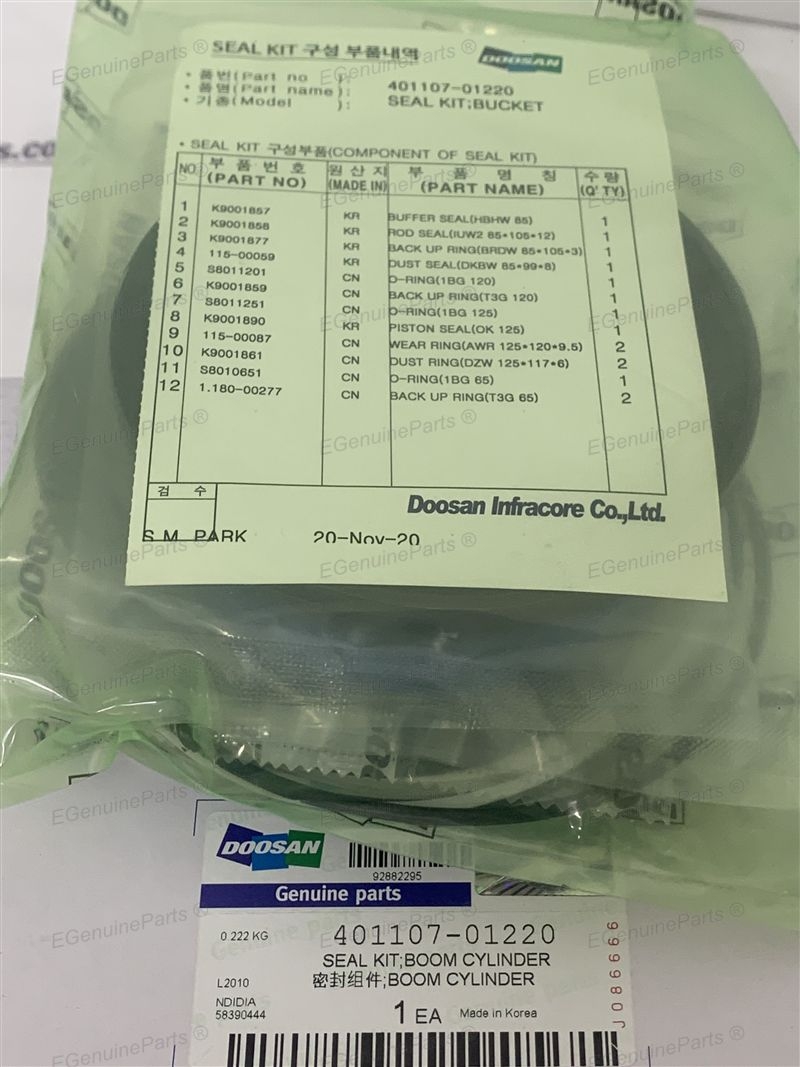 SEAL KIT 구성 부품내역
DOOSAN
• 품번(Part no ): 401107-01220
• 품명(Part name): SEAL KIT;BUCKET
• 기종(Model ):
• SEAL KIT 구성부품(COMPONENT OF SEAL KIT)
NO 부 품 번 호 원 산 지 부 품 명 칭 수 량
(PART NO) (MADE IN) (PART NAME) (Q' TY)
1 K9001857 KR BUFFER SEAL(HBHW 85) 1
2 K9001858 KR ROD SEAL(IUW2 85*105*12) 1
3 K9001877 KR BACK UP RING(BRDW 85*105*3) 1
4 115-00059 KR DUST SEAL(DKBW 85*99*8) 1
5 S8011201 CN O-RING(1BG 120) 1
6 K9001859 CN BACK UP RING(T3G 120) 1
7 S8011251 CN O-RING(1BG 125) 1
8 K9001890 KR PISTON SEAL(OK 125) 1
9 115-00087 CN WEAR RING(AWR 125*120*9.5) 2
10 K9001861 CN DUST RING(DZW 125*117*6) 2
11 S8010651 CN O-RING(1BG 65) 1
12 1.180-00277 CN BACK UP RING(T3G 65) 2
검 수
Doosan Infracore Co.,Ltd.
S.M. PARK 20-Nov-20
DOOSAN
92882295
Genuine parts
0.222 KG 401107-01220
SEAL KIT;BOOM CYLINDER
L2010 密封组件;BOOM CYLINDER
NDIDIA
58390444 1 EA Made in Korea
J086666
EGenuineParts ®